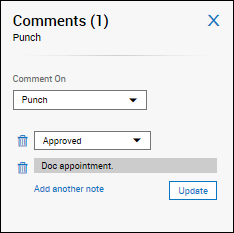 Comments (1)
Punch
Comment On
Punch
Approved
Doc appointment.
Add another note
Update